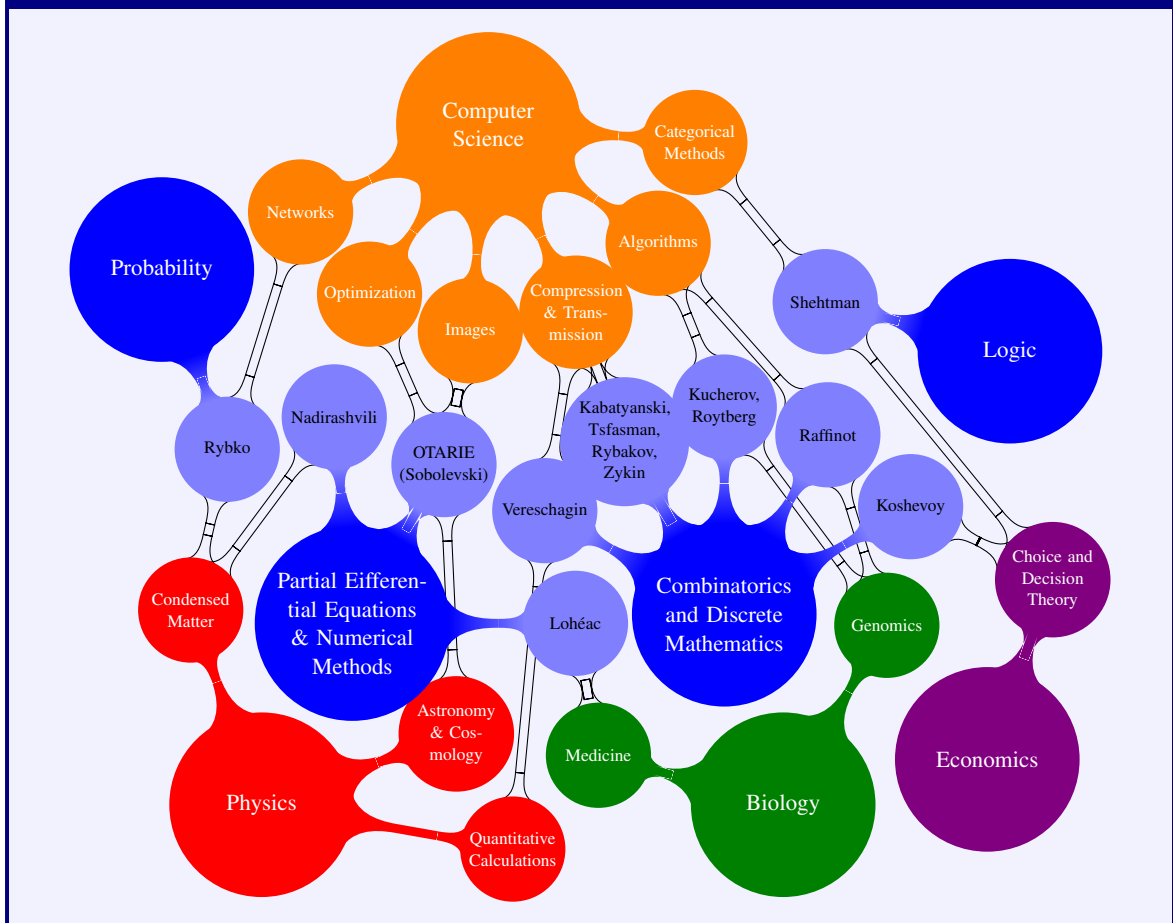 Computer
Science
Categorical
Methods
Networks
Algorithms
Probability
Optimization
Images
Compression
& Trans-
mission
Shehtman
Logic
Nadirashvili
Rybko
OTARIE
(Sobolevski)
Kabatyanski,
Tsfasman,
Rybakov,
Zykin
Kucherov,
Roytberg
Raffinot
Vereschagin
Koshevoy
Condensed
Matter
Partial Eifferen-
tial Equations
& Numerical
Methods
Lohéac
Combinatorics
and Discrete
Mathematics
Genomics
Choice and
Decision
Theory
Astronomy
& Cos-
mology
Medicine
Economics
Physics
Biology
Quantitative
Calculations